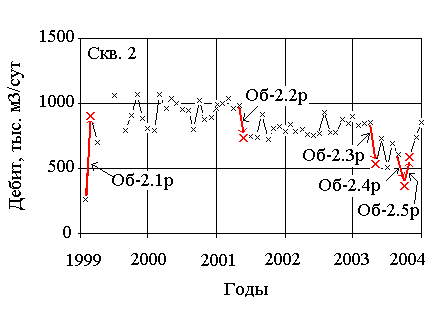 1500
Скв. 2
1000
500
0
Дебит, тыс. м3/сут
Об-2.1р
Об-2.2р
Об-2.3р
Об-2.4р
Об-2.5р
1999 2000 2001 2002 2003 2004
Годы